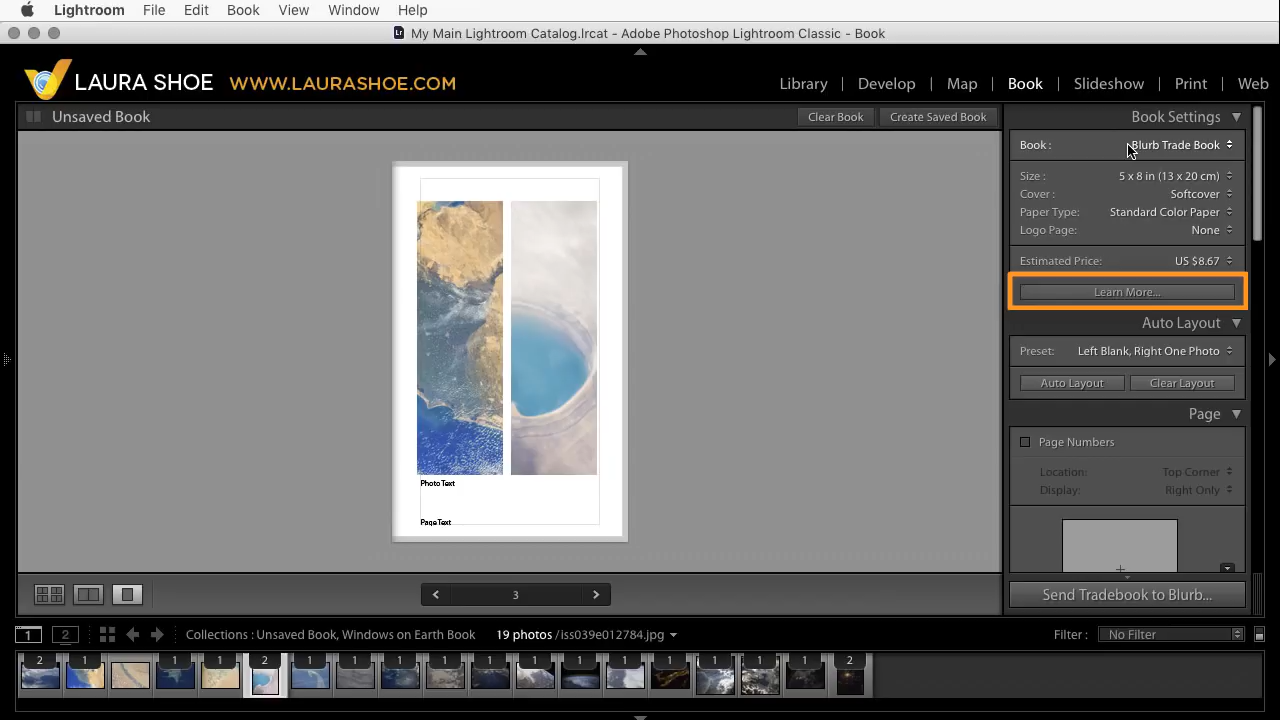 Lightroom File Edit Book View Window Help
My Main Lightroom Catalog.lrcat - Adobe Photoshop Lightroom Classic - Book
LAURA SHOE WWW.LAURASHOE.COM
Library | Develop | Map | Book | Slideshow | Print | Web
Unsaved Book
Clear Book Create Saved Book
Book Settings
Book : Blurb Trade Book
Size : 5 x 8 in (13 x 20 cm)
Cover : Softcover
Paper Type: Standard Color Paper
Logo Page: None
Estimated Price: US $8.67
Learn More...
Auto Layout
Preset: Left Blank, Right One Photo
Auto Layout Clear Layout
Page
Page Numbers
Location: Top Corner
Display: Right Only
Photo Text
Page Text
3
Send Tradebook to Blurb...
1 2 Collections : Unsaved Book, Windows on Earth Book 19 photos /iss039e012784.jpg Filter : No Filter
2 1 1 1 1 2 1 1 1 1 1 1 1 1 1 1 1 1 2